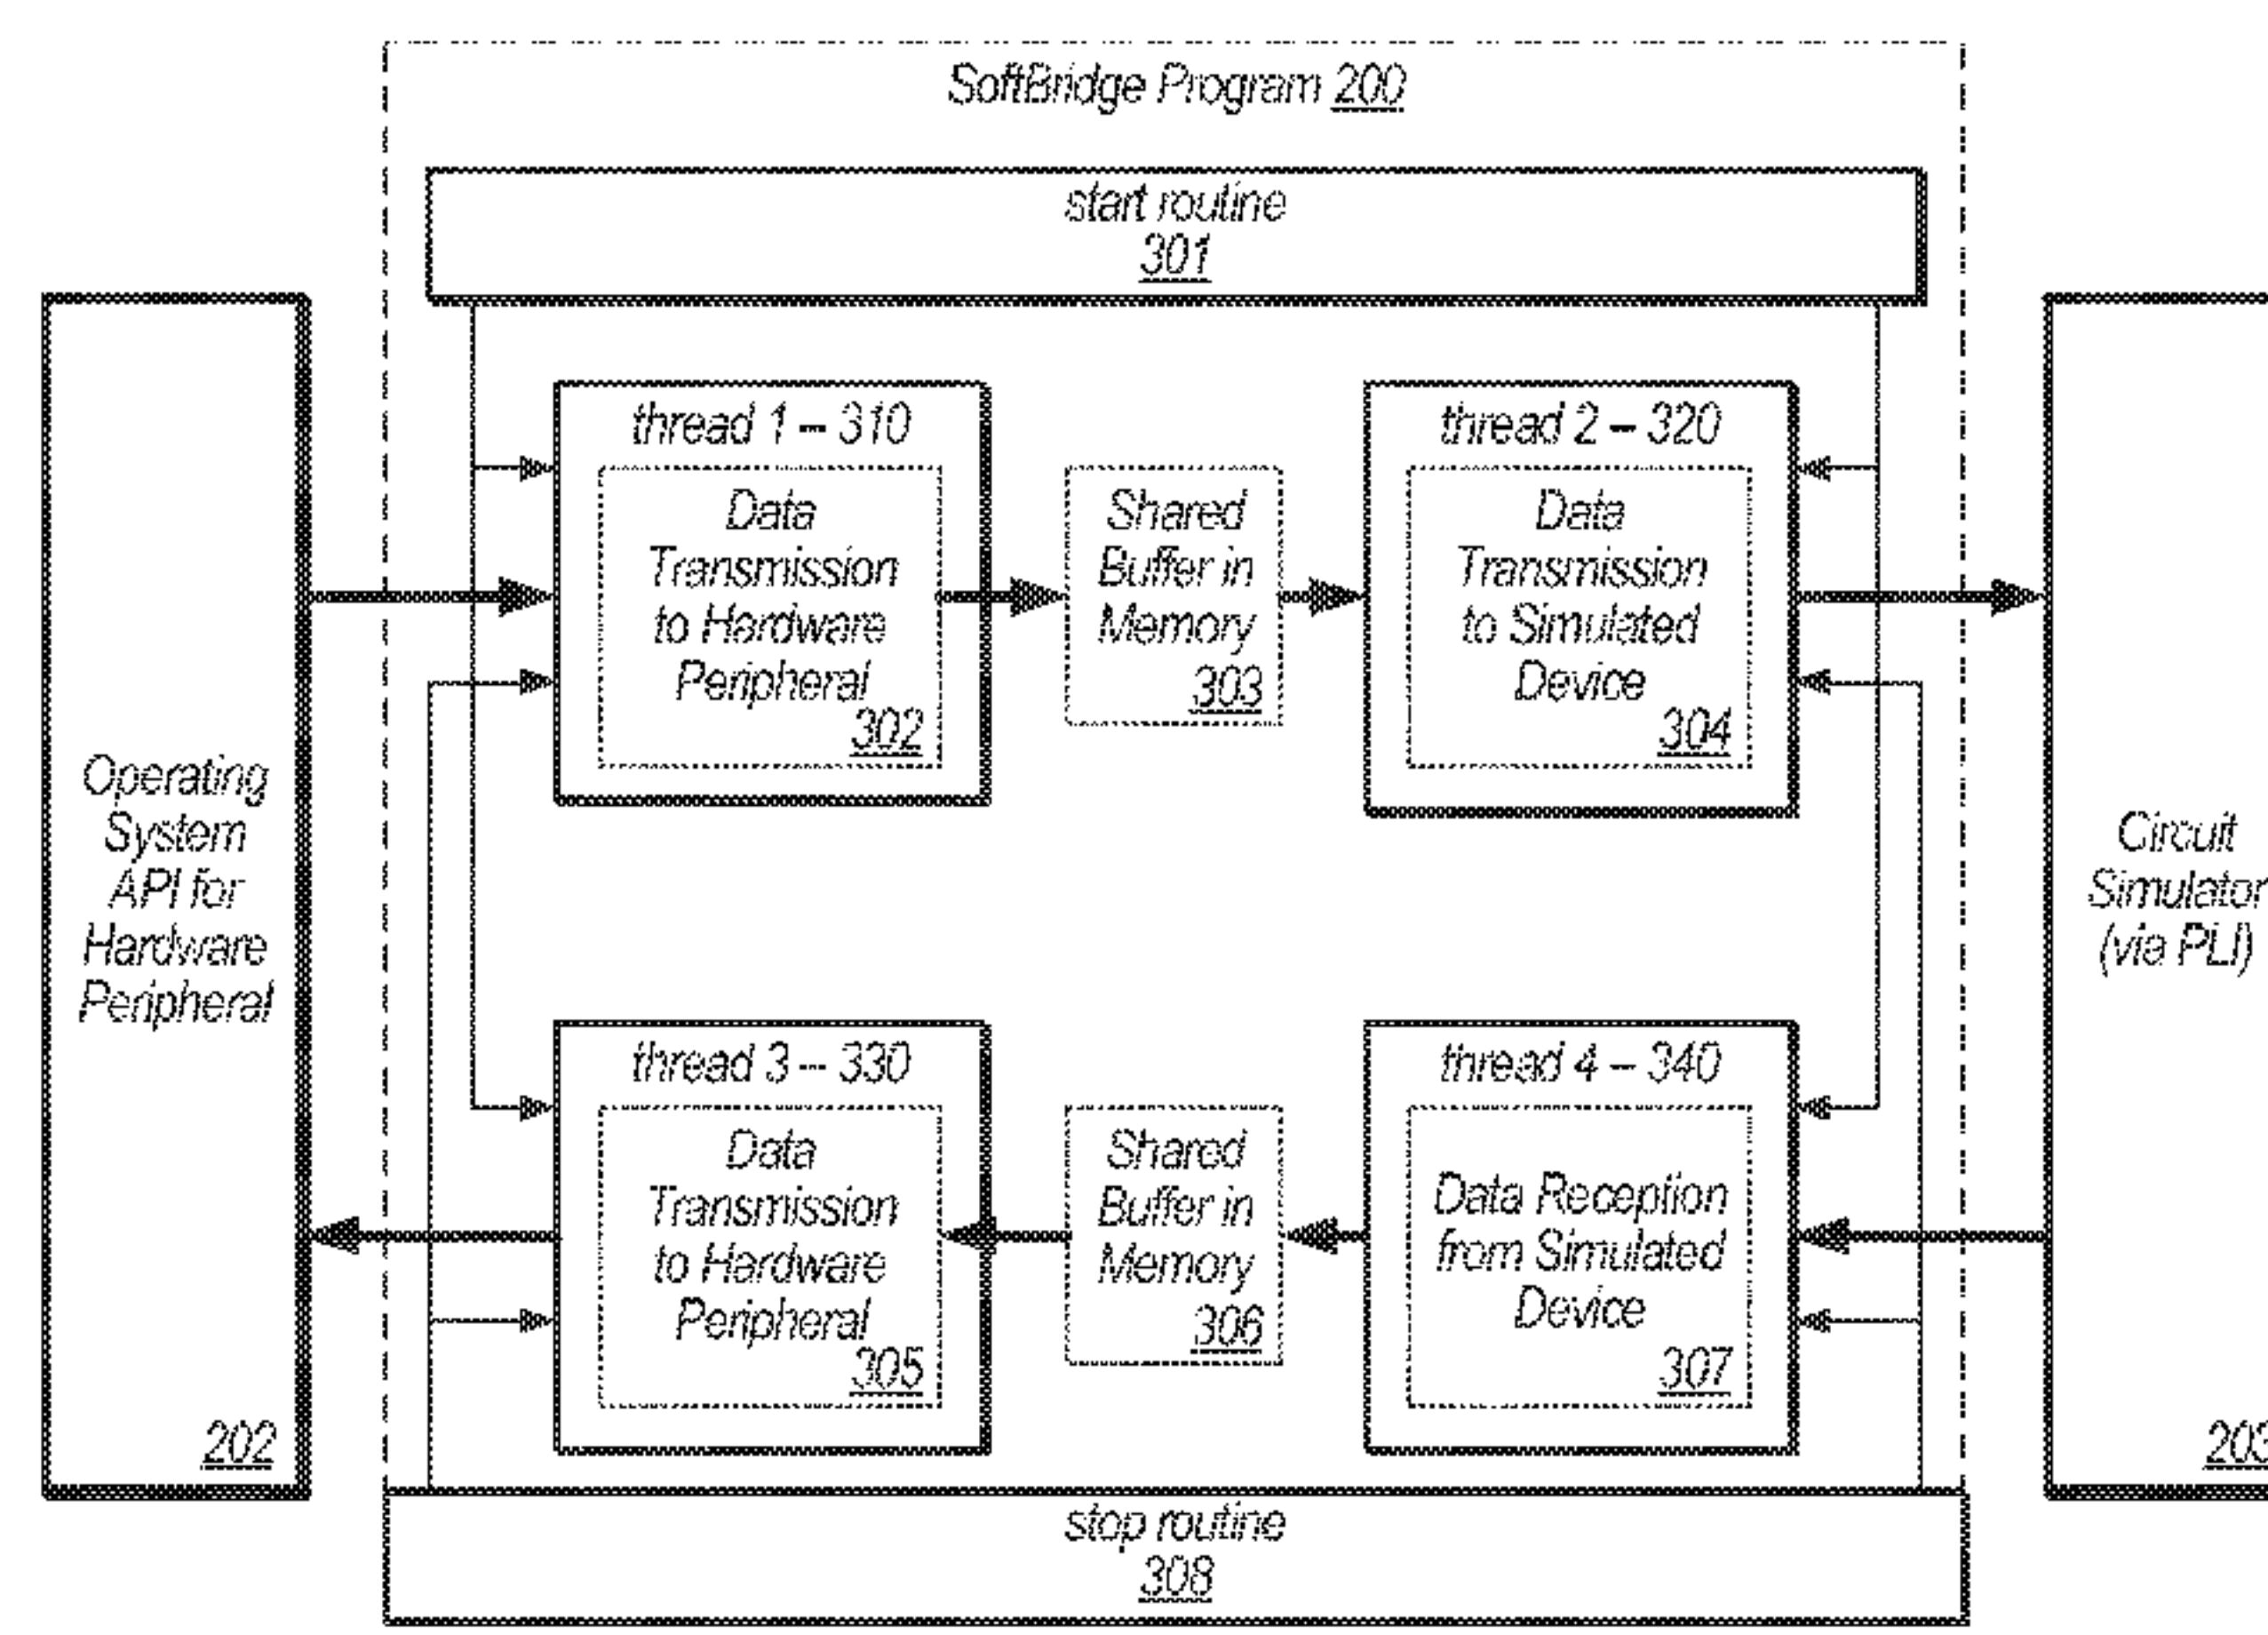 SoftBridge Program 200
start routine
301
thread 1 – 310
Data
Transmission
to Hardware
Peripheral
302
Shared
Buffer in
Memory
303
thread 2 – 320
Data
Transmission
to Simulated
Device
304
Operating
System
API for
Hardware
Peripheral
202
Circuit
Simulator
(via PLI)
203
thread 3 – 330
Data
Transmission
to Hardware
Peripheral
305
Shared
Buffer in
Memory
306
thread 4 – 340
Data Reception
from Simulated
Device
307
stop routine
308